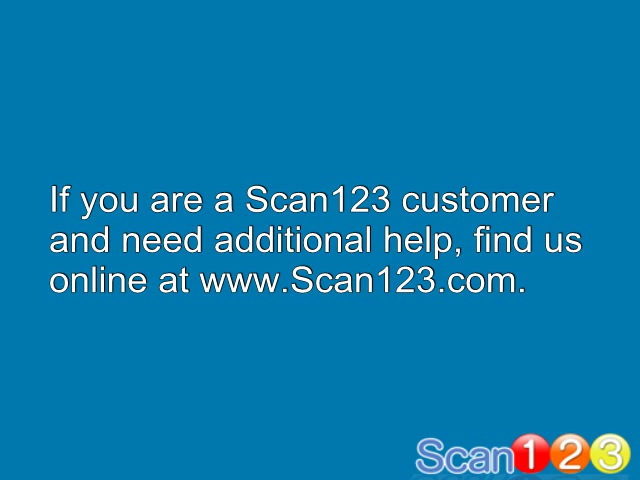 If you are a Scan123 customer
and need additional help, find us
online at www.Scan123.com.
Scan123